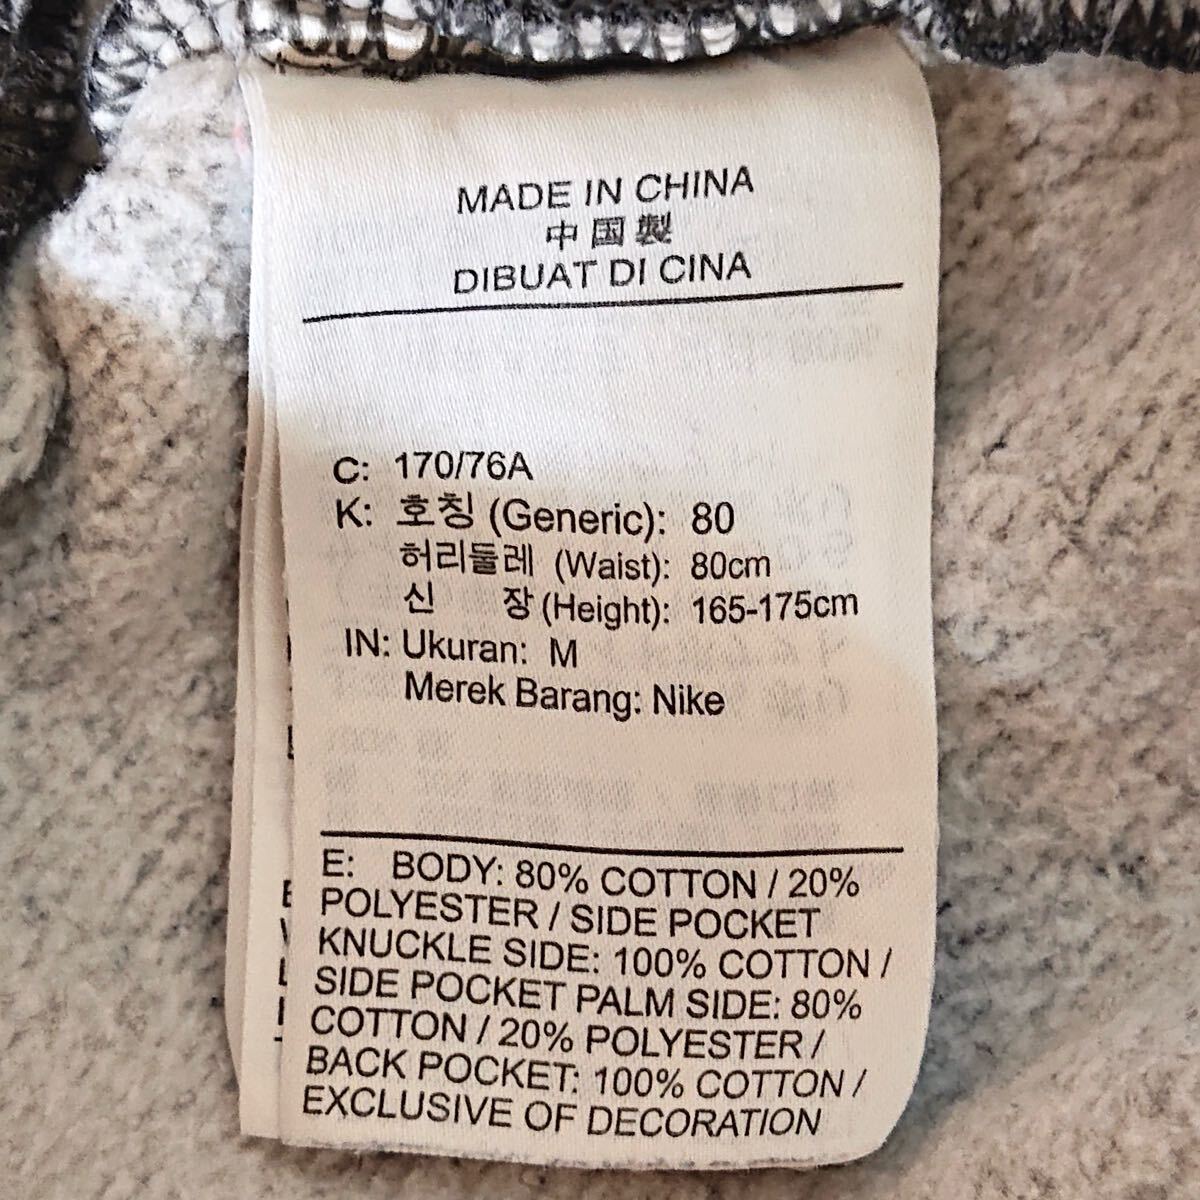 MADE IN CHINA
中国製
DIBUAT DI CINA
C: 170/76A
K: 호칭 (Generic): 80
허리둘레 (Waist): 80cm
신 장 (Height): 165-175cm
IN: Ukuran: M
Merek Barang: Nike
E: BODY: 80% COTTON / 20%
POLYESTER / SIDE POCKET
KNUCKLE SIDE: 100% COTTON /
SIDE POCKET PALM SIDE: 80%
COTTON / 20% POLYESTER /
BACK POCKET: 100% COTTON /
EXCLUSIVE OF DECORATION